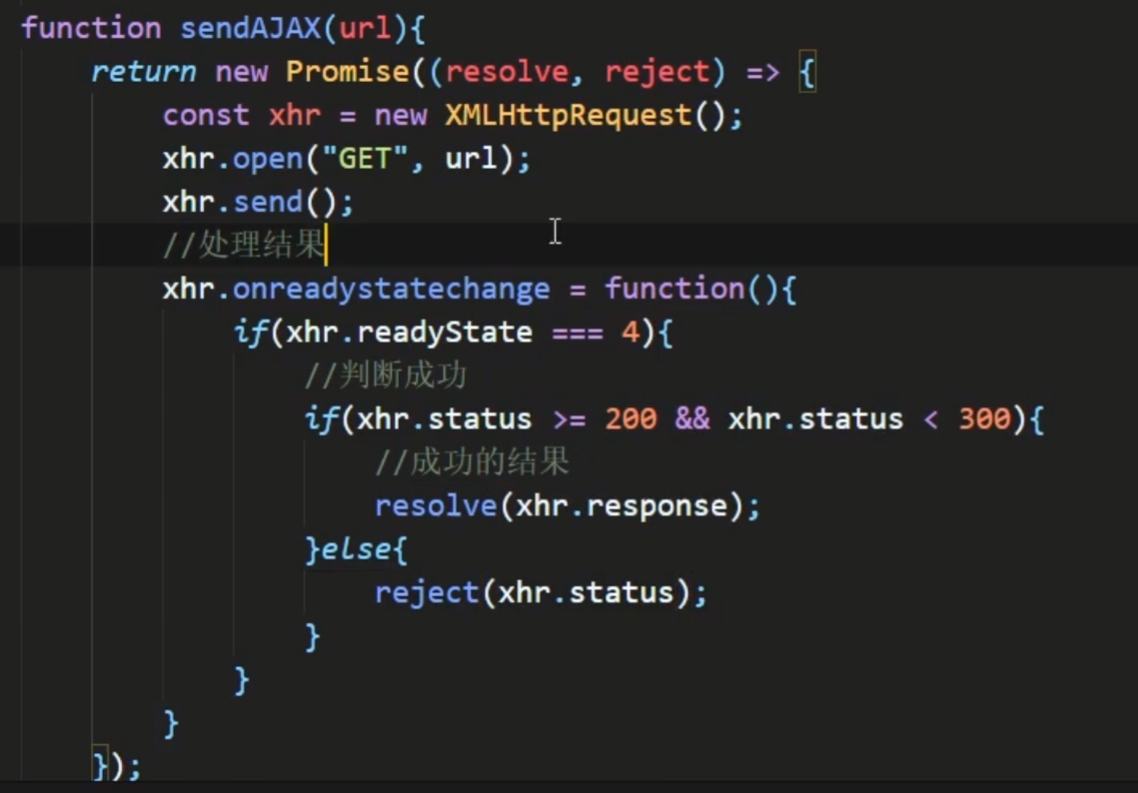 function sendAJAX(url){
    return new Promise((resolve, reject) => {
        const xhr = new XMLHttpRequest();
        xhr.open("GET", url);
        xhr.send();
        //处理结果
        xhr.onreadystatechange = function(){
            if(xhr.readyState === 4){
                //判断成功
                if(xhr.status >= 200 && xhr.status < 300){
                    //成功的结果
                    resolve(xhr.response);
                }else{
                    reject(xhr.status);
                }
            }
        }
    });